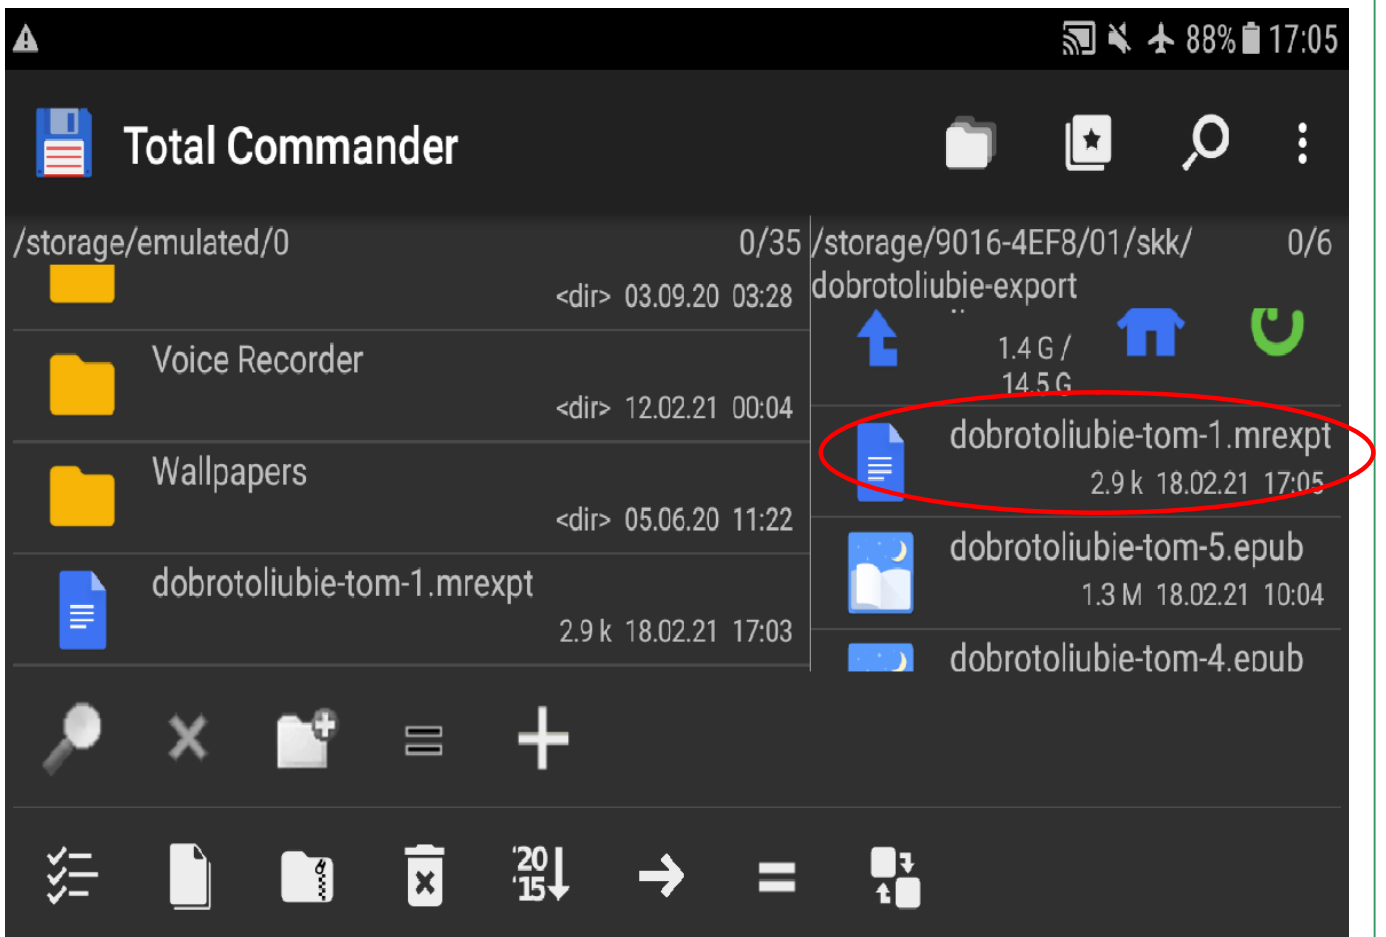 88% 17:05
Total Commander
/storage/emulated/0 0/35
<dir> 03.09.20 03:28
Voice Recorder
<dir> 12.02.21 00:04
Wallpapers
<dir> 05.06.20 11:22
dobrotoliubie-tom-1.mrexpt
2.9 k 18.02.21 17:03
/storage/9016-4EF8/01/skk/ 0/6
dobrotoliubie-export
..
1.4 G /
14.5 G
dobrotoliubie-tom-1.mrexpt
2.9 k 18.02.21 17:05
dobrotoliubie-tom-5.epub
1.3 M 18.02.21 10:04
dobrotoliubie-tom-4.epub
'20
'15